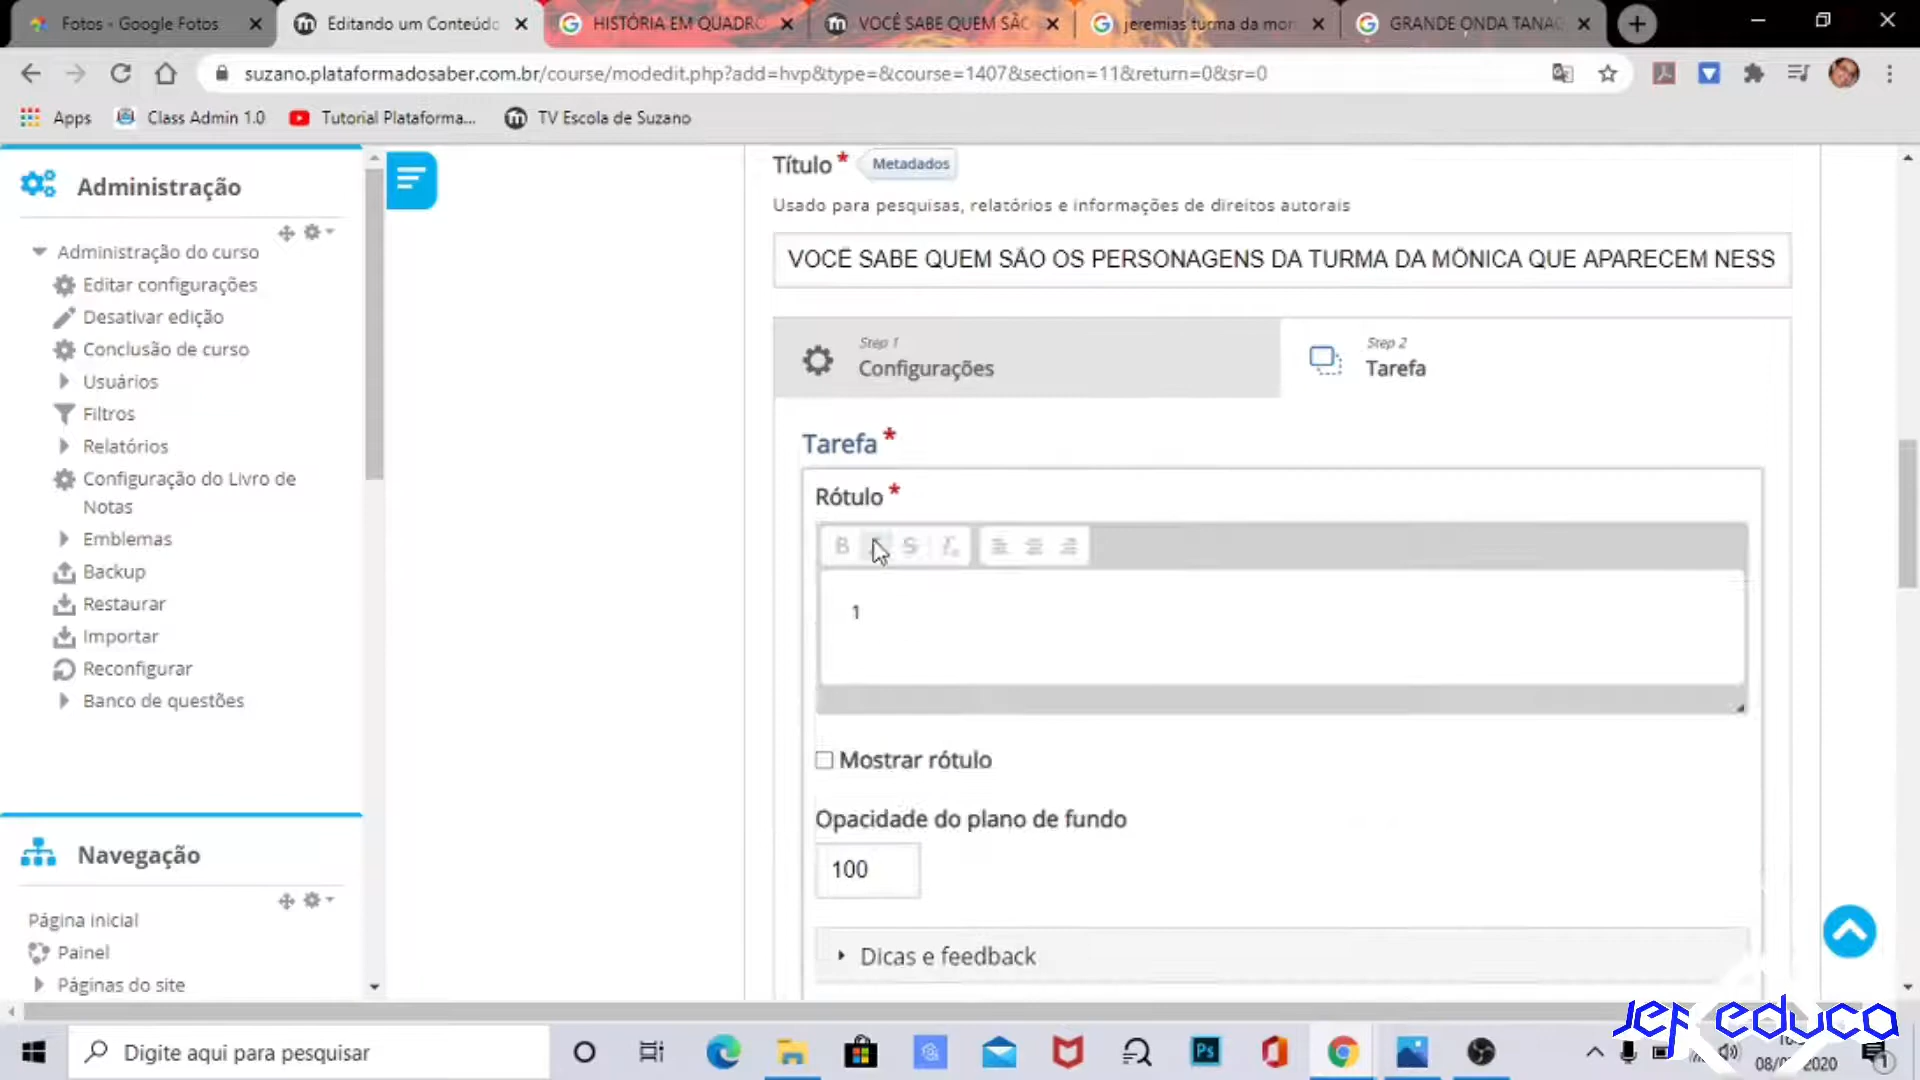 Fotos - Google Fotos
Editando um Conteúdo
HISTÓRIA EM QUADRO
VOCÊ SABE QUEM SÃO
jeremias turma da mon
GRANDE ONDA TANAG
suzano.plataformadosaber.com.br/course/modedit.php?add=hvp&type=&course=1407&section=11&return=0&sr=0
Apps
Class Admin 1.0
Tutorial Plataforma...
TV Escola de Suzano
Administração
Administração do curso
Editar configurações
Desativar edição
Conclusão de curso
Usuários
Filtros
Relatórios
Configuração do Livro de
Notas
Emblemas
Backup
Restaurar
Importar
Reconfigurar
Banco de questões
Navegação
Página inicial
Painel
Páginas do site
Título *
Metadados
Usado para pesquisas, relatórios e informações de direitos autorais
VOCÊ SABE QUEM SÃO OS PERSONAGENS DA TURMA DA MÔNICA QUE APARECEM NESS
Step 1
Configurações
Step 2
Tarefa
Tarefa *
Rótulo *
B
S
1
Mostrar rótulo
Opacidade do plano de fundo
100
Dicas e feedback
Jef educa
Digite aqui para pesquisar
Ps
2020
1